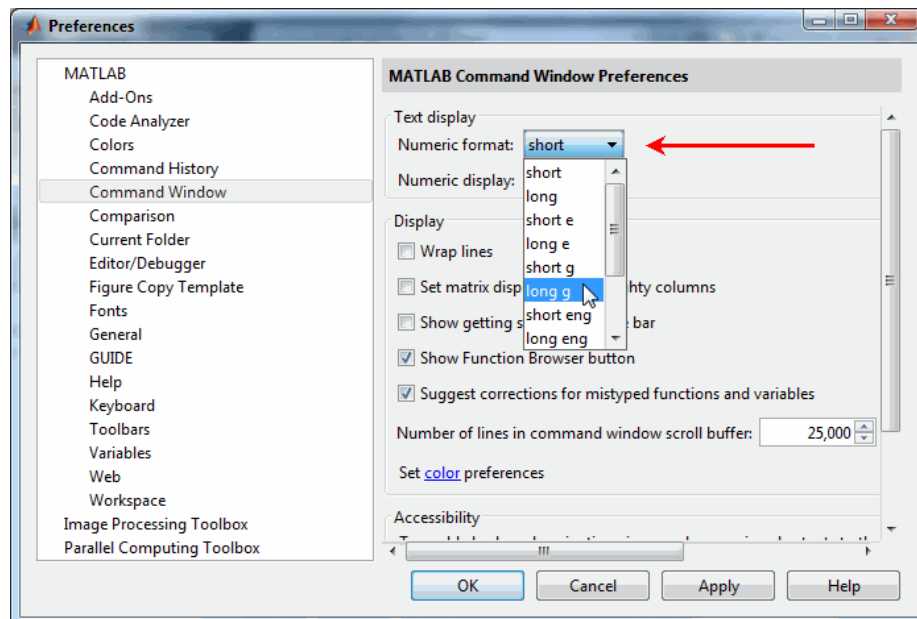 Preferences
MATLAB
Add-Ons
Code Analyzer
Colors
Command History
Command Window
Comparison
Current Folder
Editor/Debugger
Figure Copy Template
Fonts
General
GUIDE
Help
Keyboard
Toolbars
Variables
Web
Workspace
Image Processing Toolbox
Parallel Computing Toolbox
MATLAB Command Window Preferences
Text display
Numeric format: short
Numeric display:
short
long
short e
long e
short g
long g
short eng
long eng
Display
Wrap lines
Set matrix columns
Show getting bar
Show Function Browser button
Suggest corrections for mistyped functions and variables
Number of lines in command window scroll buffer: 25,000
Set color preferences
Accessibility
OK Cancel Apply Help